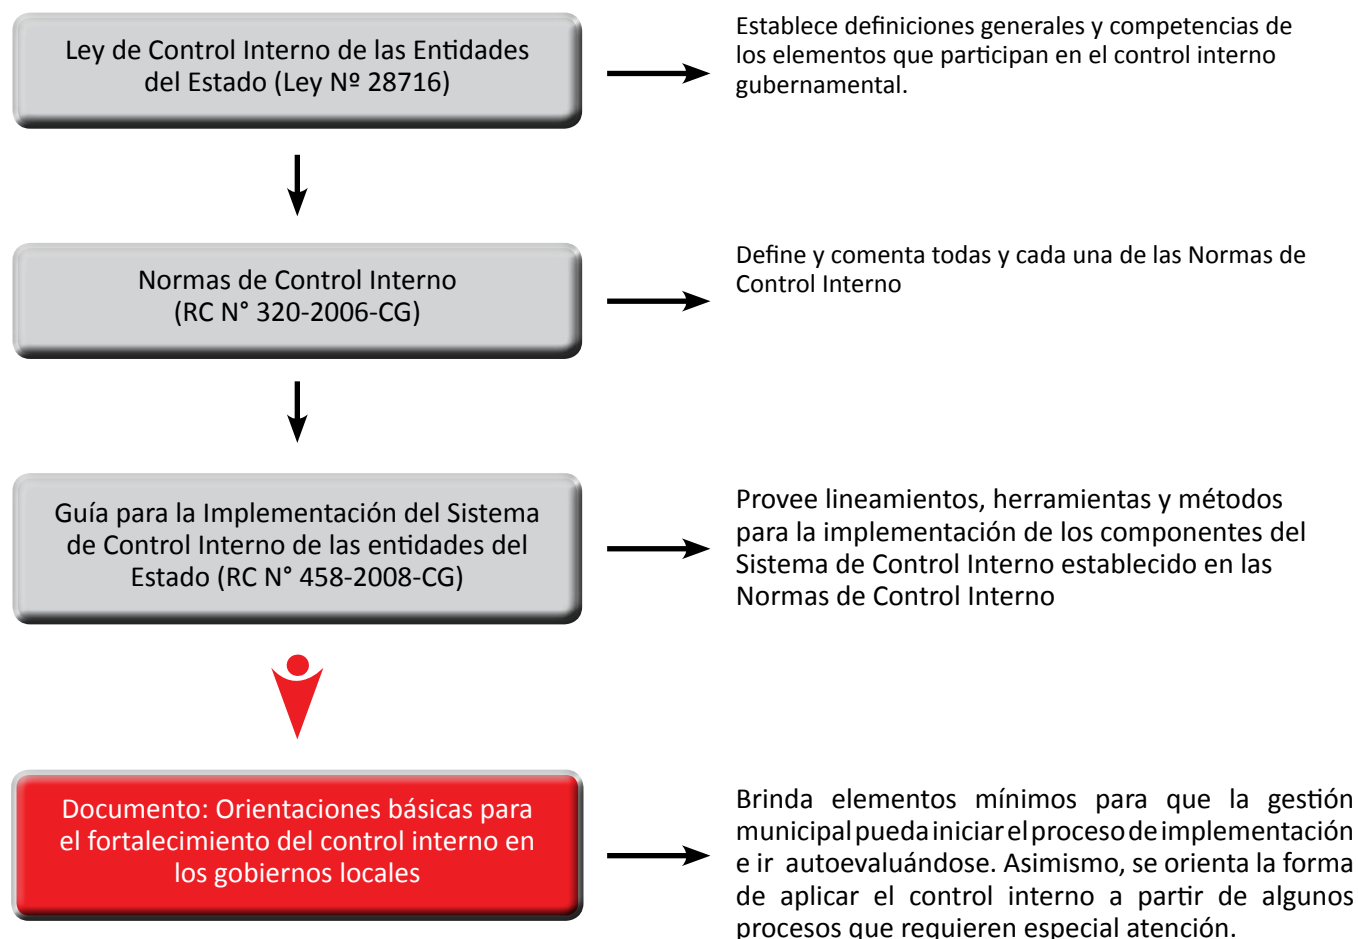 Ley de Control Interno de las Entidades
del Estado (Ley Nº 28716)
Establece definiciones generales y competencias de
los elementos que participan en el control interno
gubernamental.
Normas de Control Interno
(RC N° 320-2006-CG)
Define y comenta todas y cada una de las Normas de
Control Interno
Guía para la Implementación del Sistema
de Control Interno de las entidades del
Estado (RC N° 458-2008-CG)
Provee lineamientos, herramientas y métodos
para la implementación de los componentes del
Sistema de Control Interno establecido en las
Normas de Control Interno
Documento: Orientaciones básicas para
el fortalecimiento del control interno en
los gobiernos locales
Brinda elementos mínimos para que la gestión
municipal pueda iniciar el proceso de implementación
e ir autoevaluándose. Asimismo, se orienta la forma
de aplicar el control interno a partir de algunos
procesos que requieren especial atención.